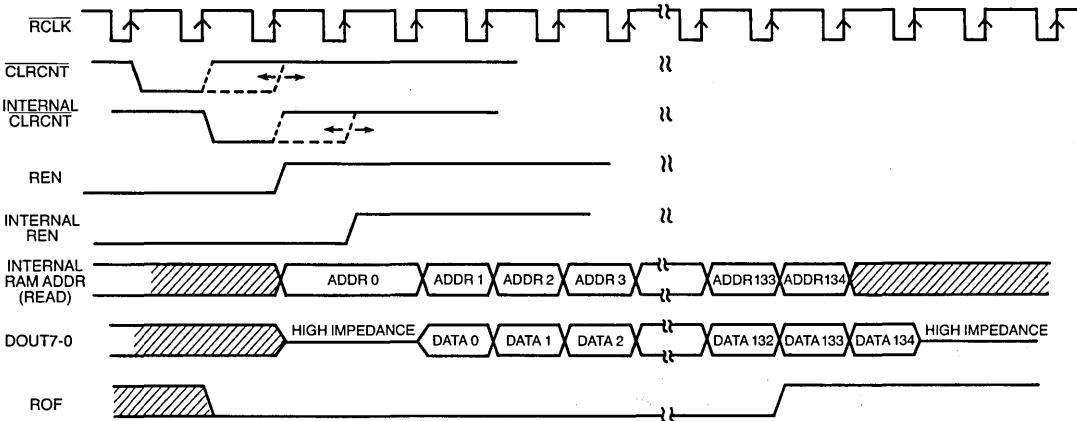 RCLK
CLRCNT
INTERNAL
CLRCNT
REN
INTERNAL
REN
INTERNAL
RAM ADDR
(READ)
ADDR 0 ADDR 1 ADDR 2 ADDR 3 ADDR133 ADDR134
DOUT7-0 HIGH IMPEDANCE DATA 0 DATA 1 DATA 2 DATA 132 DATA 133 DATA 134 HIGH IMPEDANCE
ROF